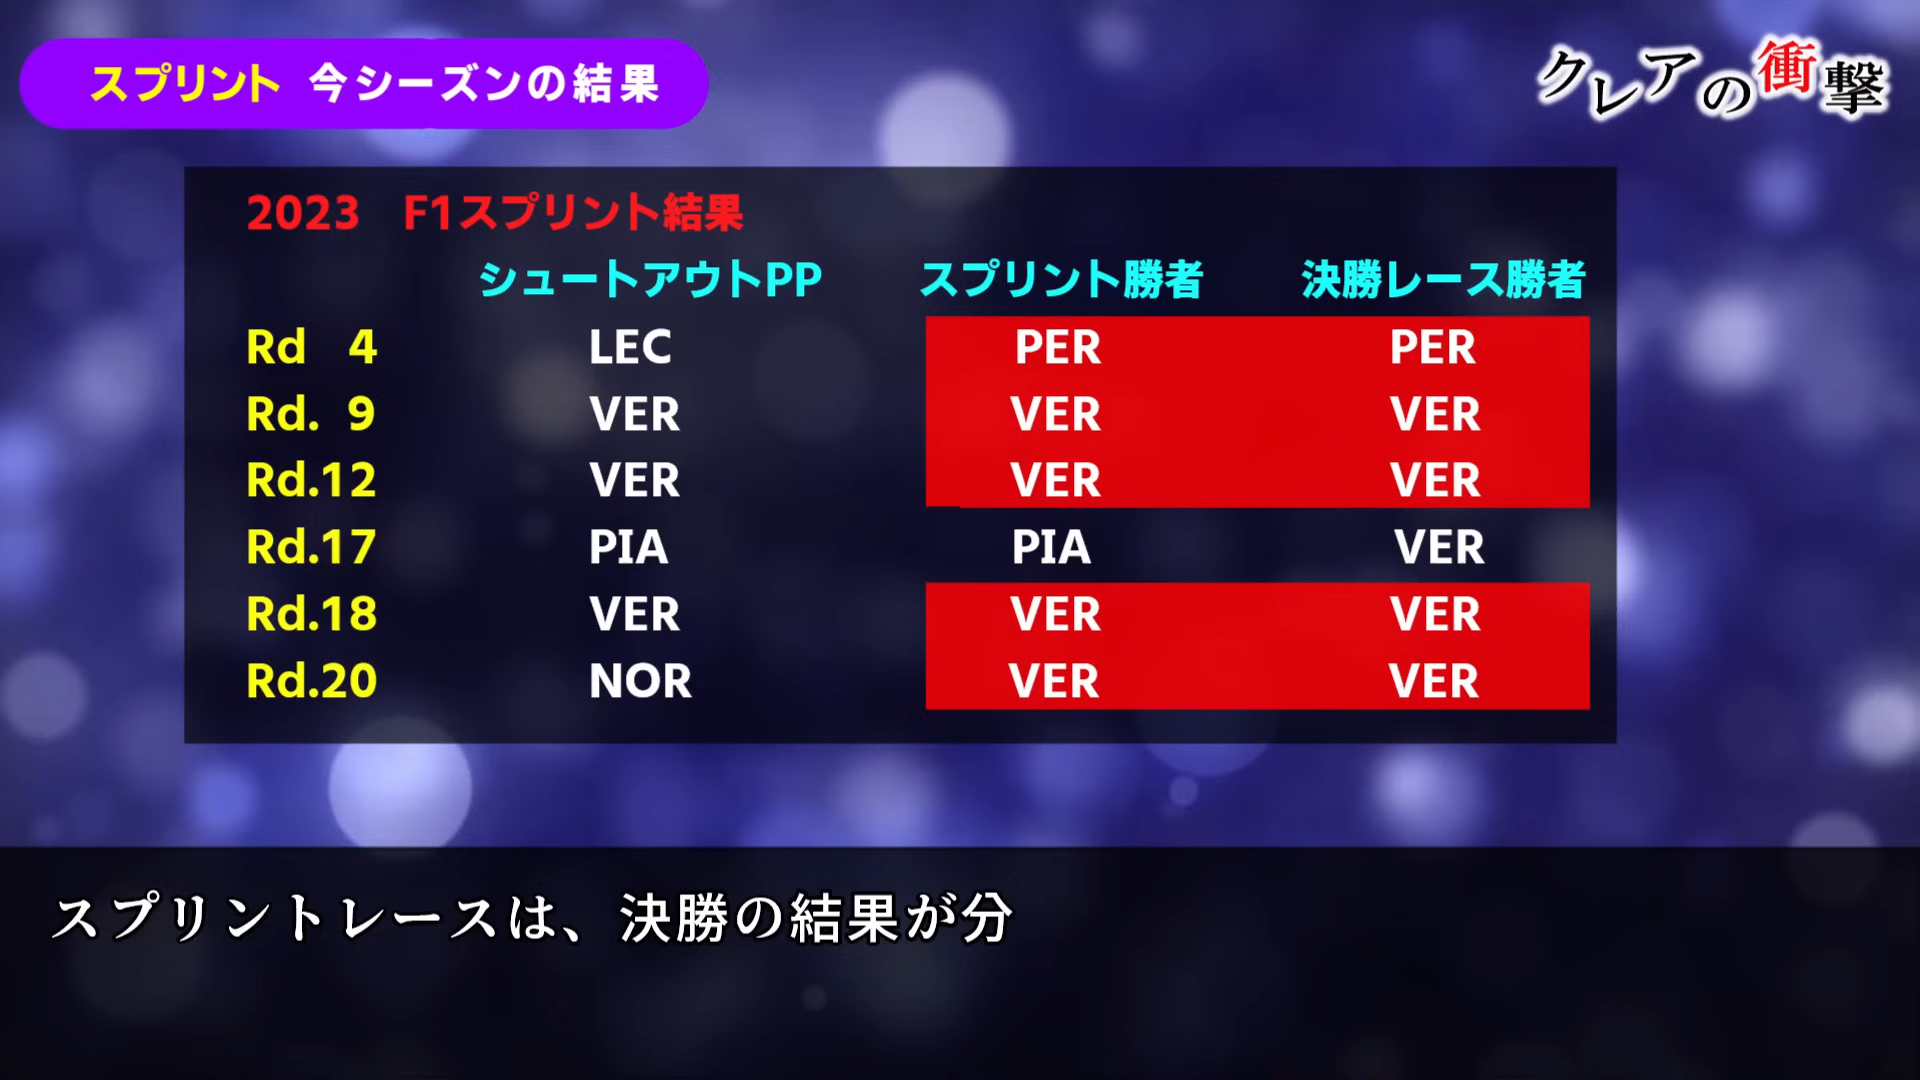 スプリント 今シーズンの結果
クレアの衝撃
2023 F1スプリント結果
シュートアウトPP スプリント勝者 決勝レース勝者
Rd 4 LEC PER PER
Rd. 9 VER VER VER
Rd.12 VER VER VER
Rd.17 PIA PIA VER
Rd.18 VER VER VER
Rd.20 NOR VER VER
スプリントレースは、決勝の結果が分